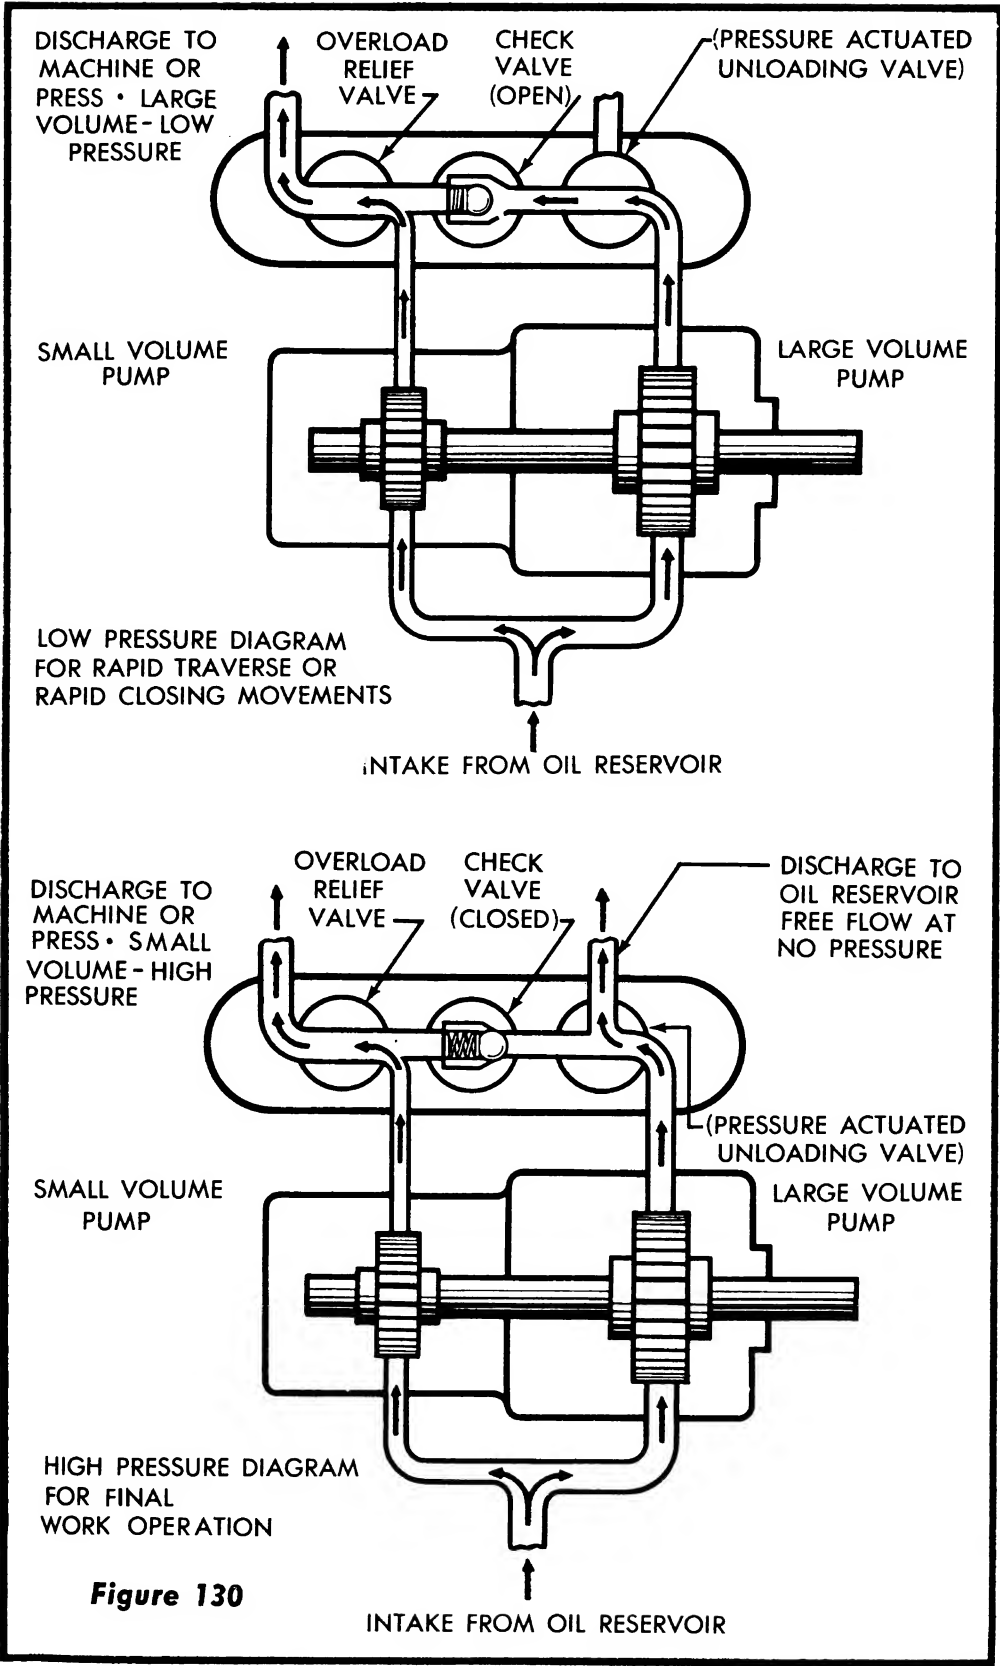 DISCHARGE TO
MACHINE OR
PRESS • LARGE
VOLUME - LOW
PRESSURE
OVERLOAD
RELIEF
VALVE
CHECK
VALVE
(OPEN)
(PRESSURE ACTUATED
UNLOADING VALVE)
SMALL VOLUME
PUMP
LARGE VOLUME
PUMP
LOW PRESSURE DIAGRAM
FOR RAPID TRAVERSE OR
RAPID CLOSING MOVEMENTS
INTAKE FROM OIL RESERVOIR
DISCHARGE TO
MACHINE OR
PRESS • SMALL
VOLUME - HIGH
PRESSURE
OVERLOAD
RELIEF
VALVE
CHECK
VALVE
(CLOSED)
DISCHARGE TO
OIL RESERVOIR
FREE FLOW AT
NO PRESSURE
(PRESSURE ACTUATED
UNLOADING VALVE)
SMALL VOLUME
PUMP
LARGE VOLUME
PUMP
HIGH PRESSURE DIAGRAM
FOR FINAL
WORK OPERATION
Figure 130
INTAKE FROM OIL RESERVOIR